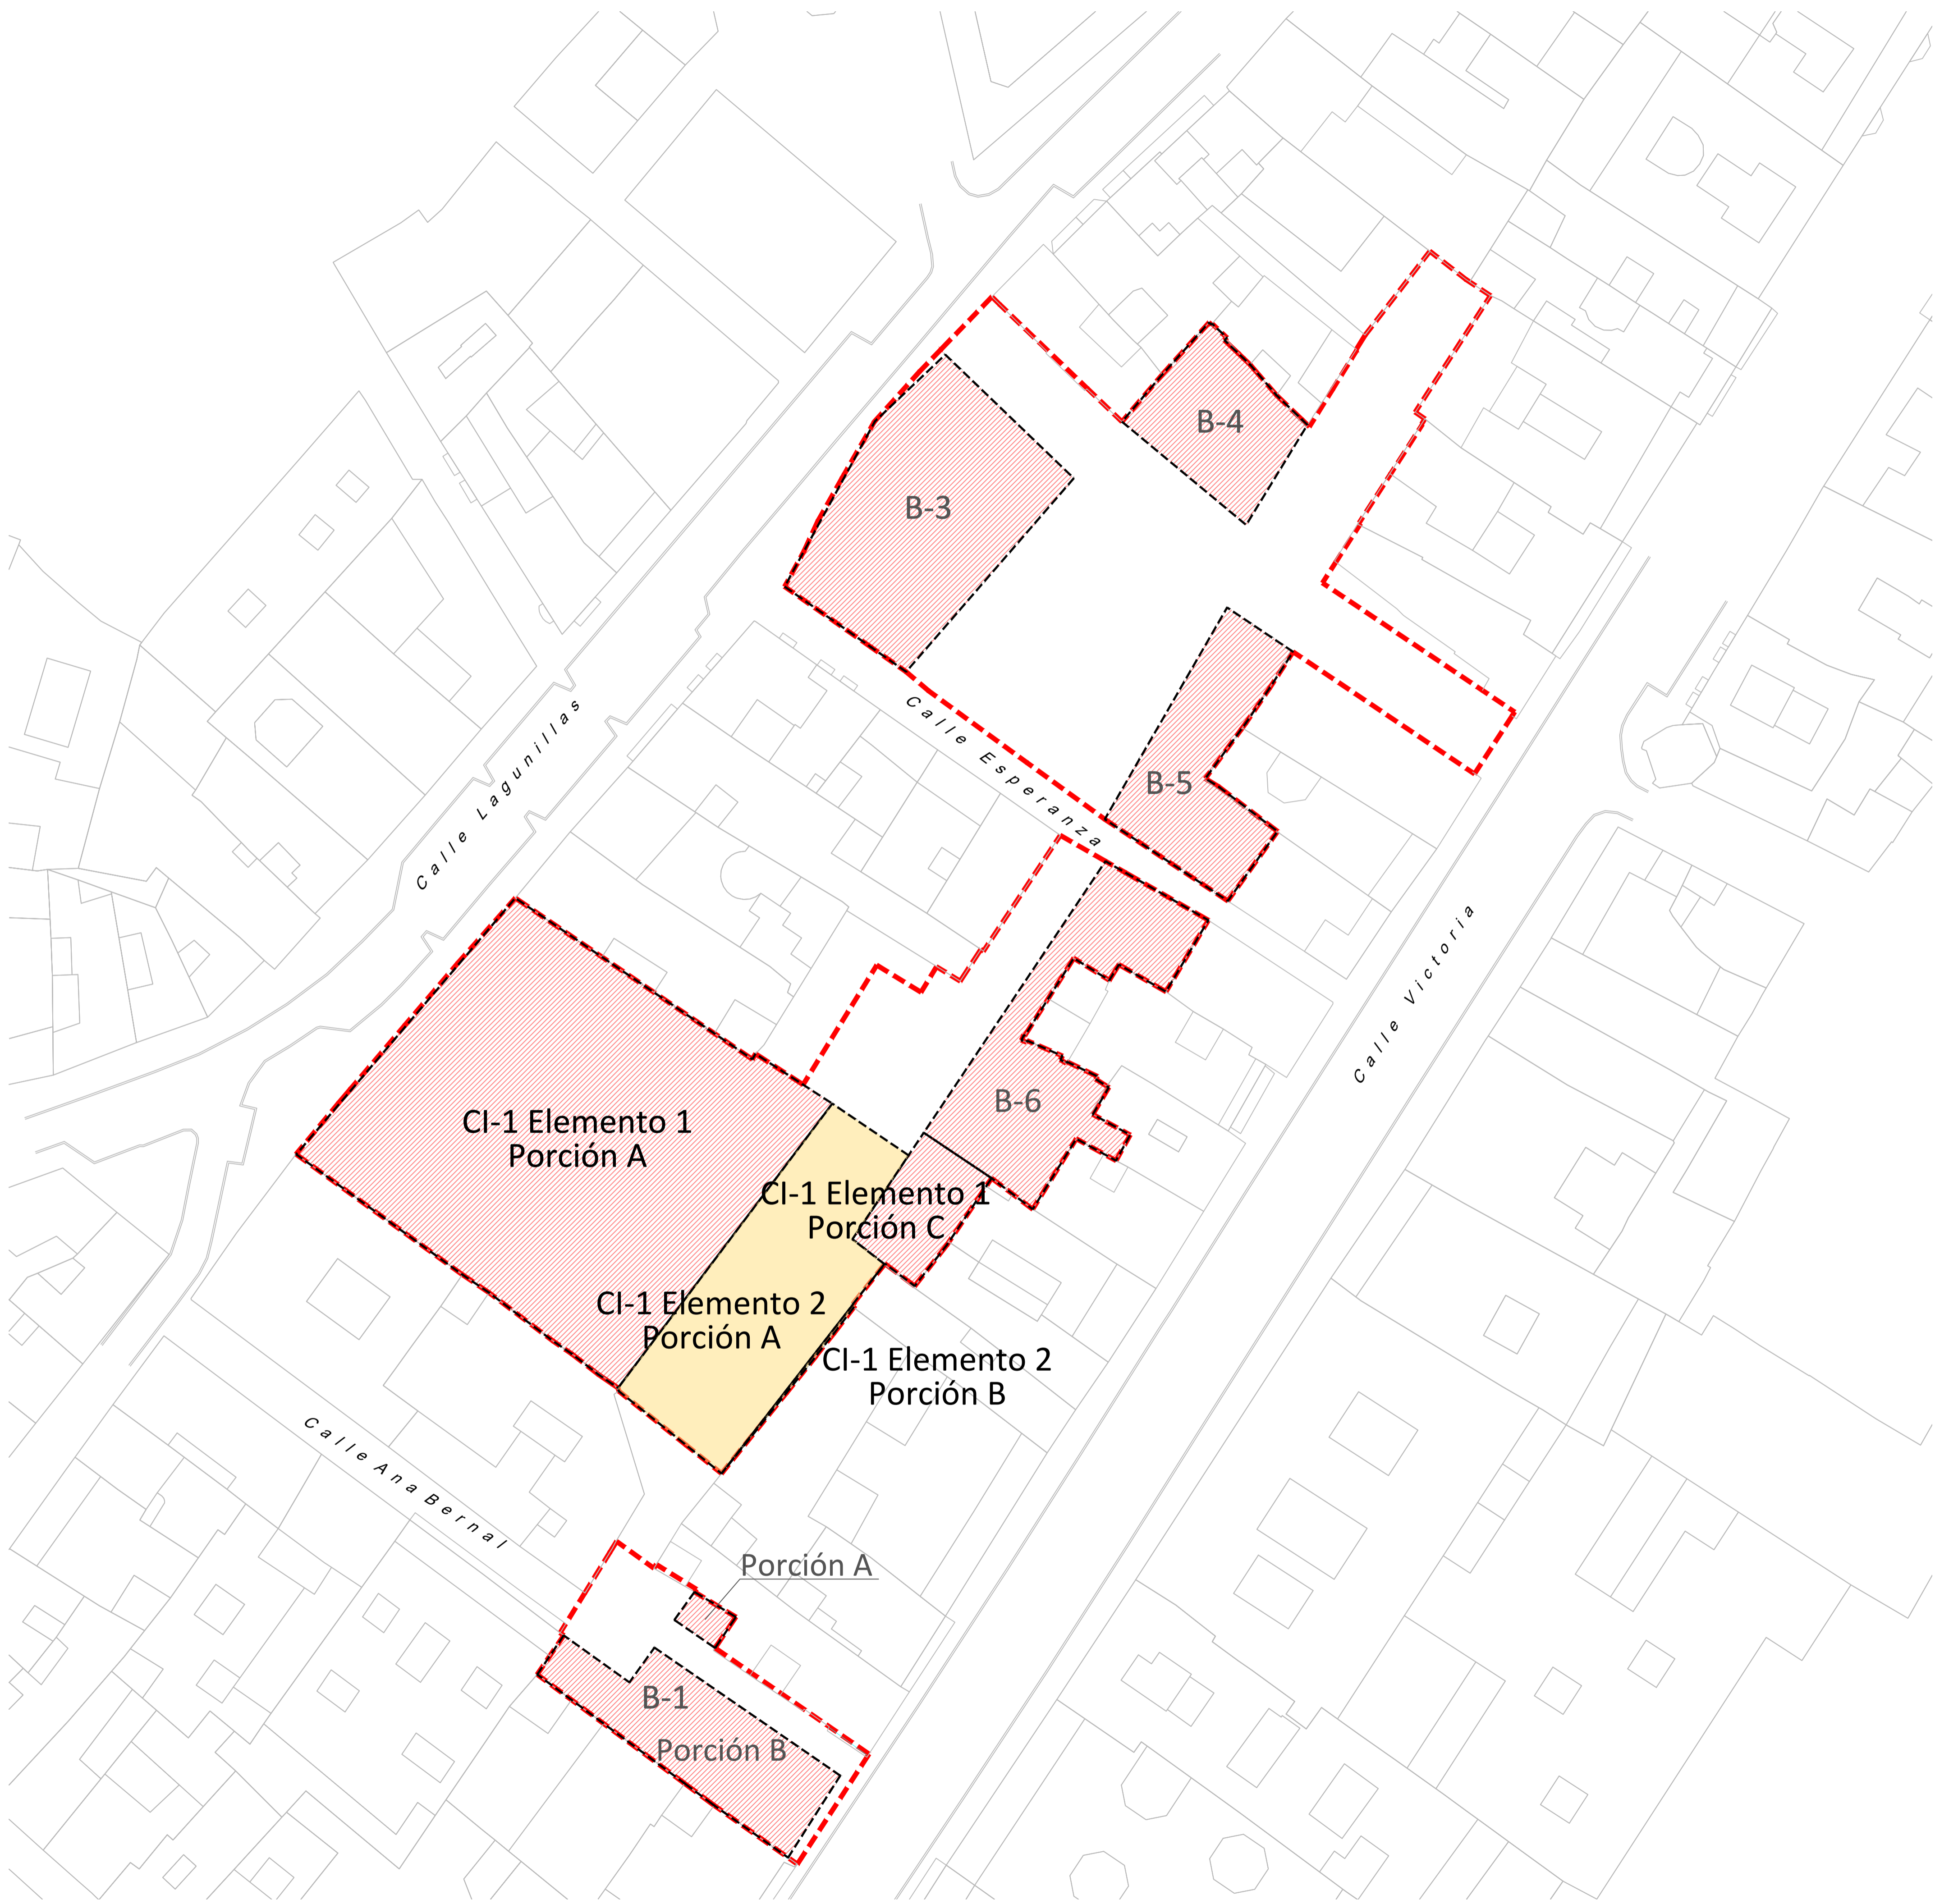 B-4
B-3
Calle Lagunillas
Calle Esperanza
B-5
Calle Victoria
B-6
CI-1 Elemento 1
Porción A
CI-1 Elemento 1
Porción C
CI-1 Elemento 2
Porción A
CI-1 Elemento 2
Porción B
Calle Ana Bernal
Porción A
B-1
Porción B